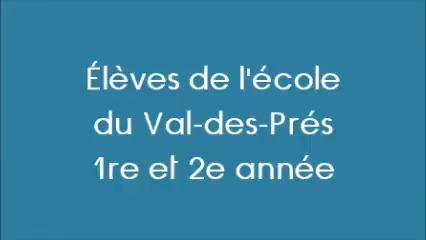 Élèves de l'école
du Val-des-Prés
1re et 2e année